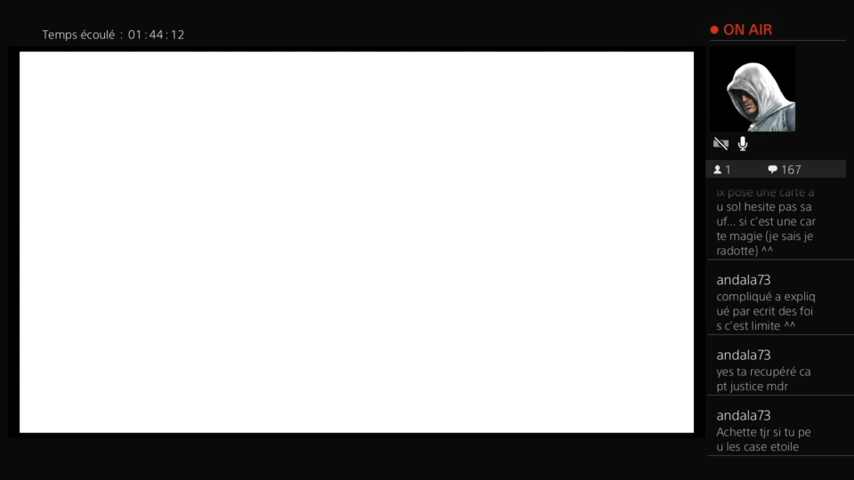 Temps écoulé : 01:44:12
ON AIR
1 167
ix pose une carte a
u sol hesite pas sa
uf... si c'est une car
te magie (je sais je
radotte) ^^
andala73
compliqué a expliq
ué par ecrit des foi
s c'est limite ^^
andala73
yes ta recupéré ca
pt justice mdr
andala73
Achette tjr si tu pe
u les case etoile